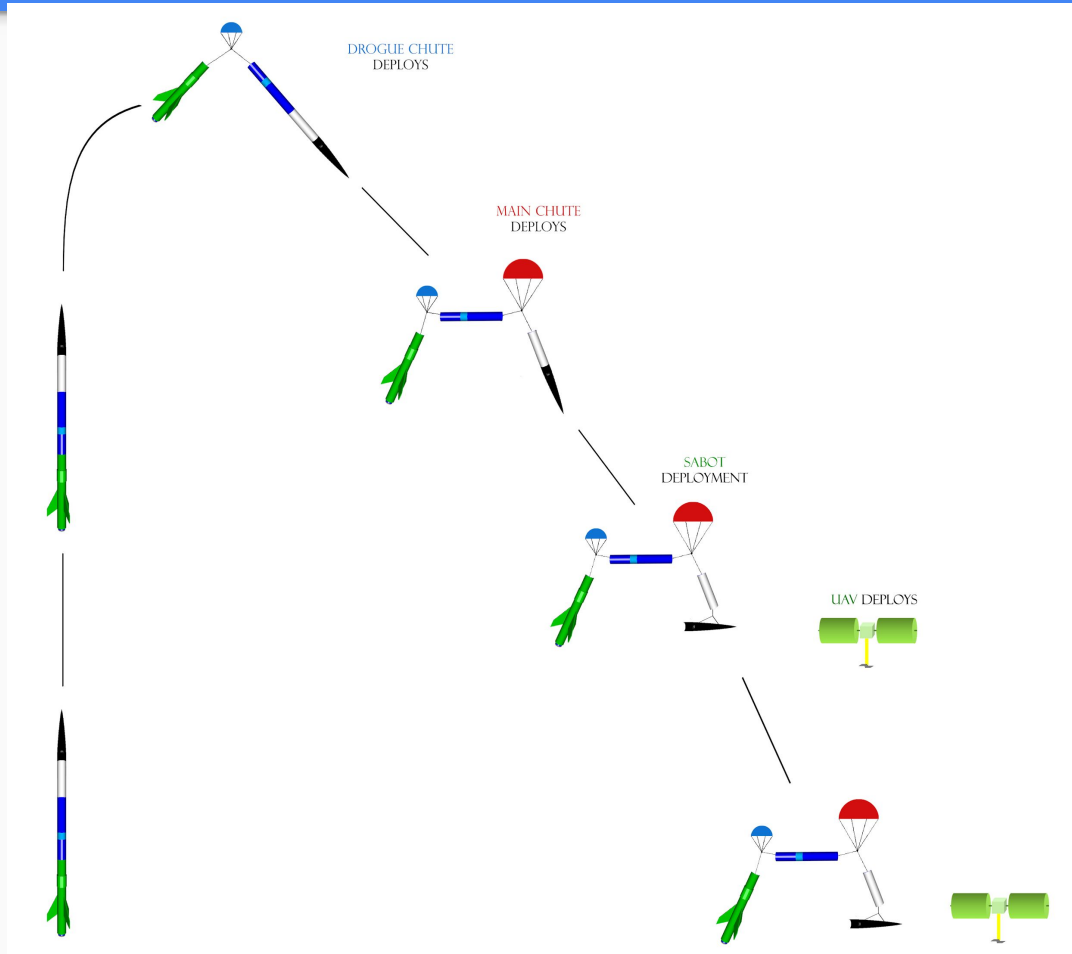 DROGUE CHUTE
DEPLOYS
MAIN CHUTE
DEPLOYS
SABOT
DEPLOYMENT
UAV DEPLOYS